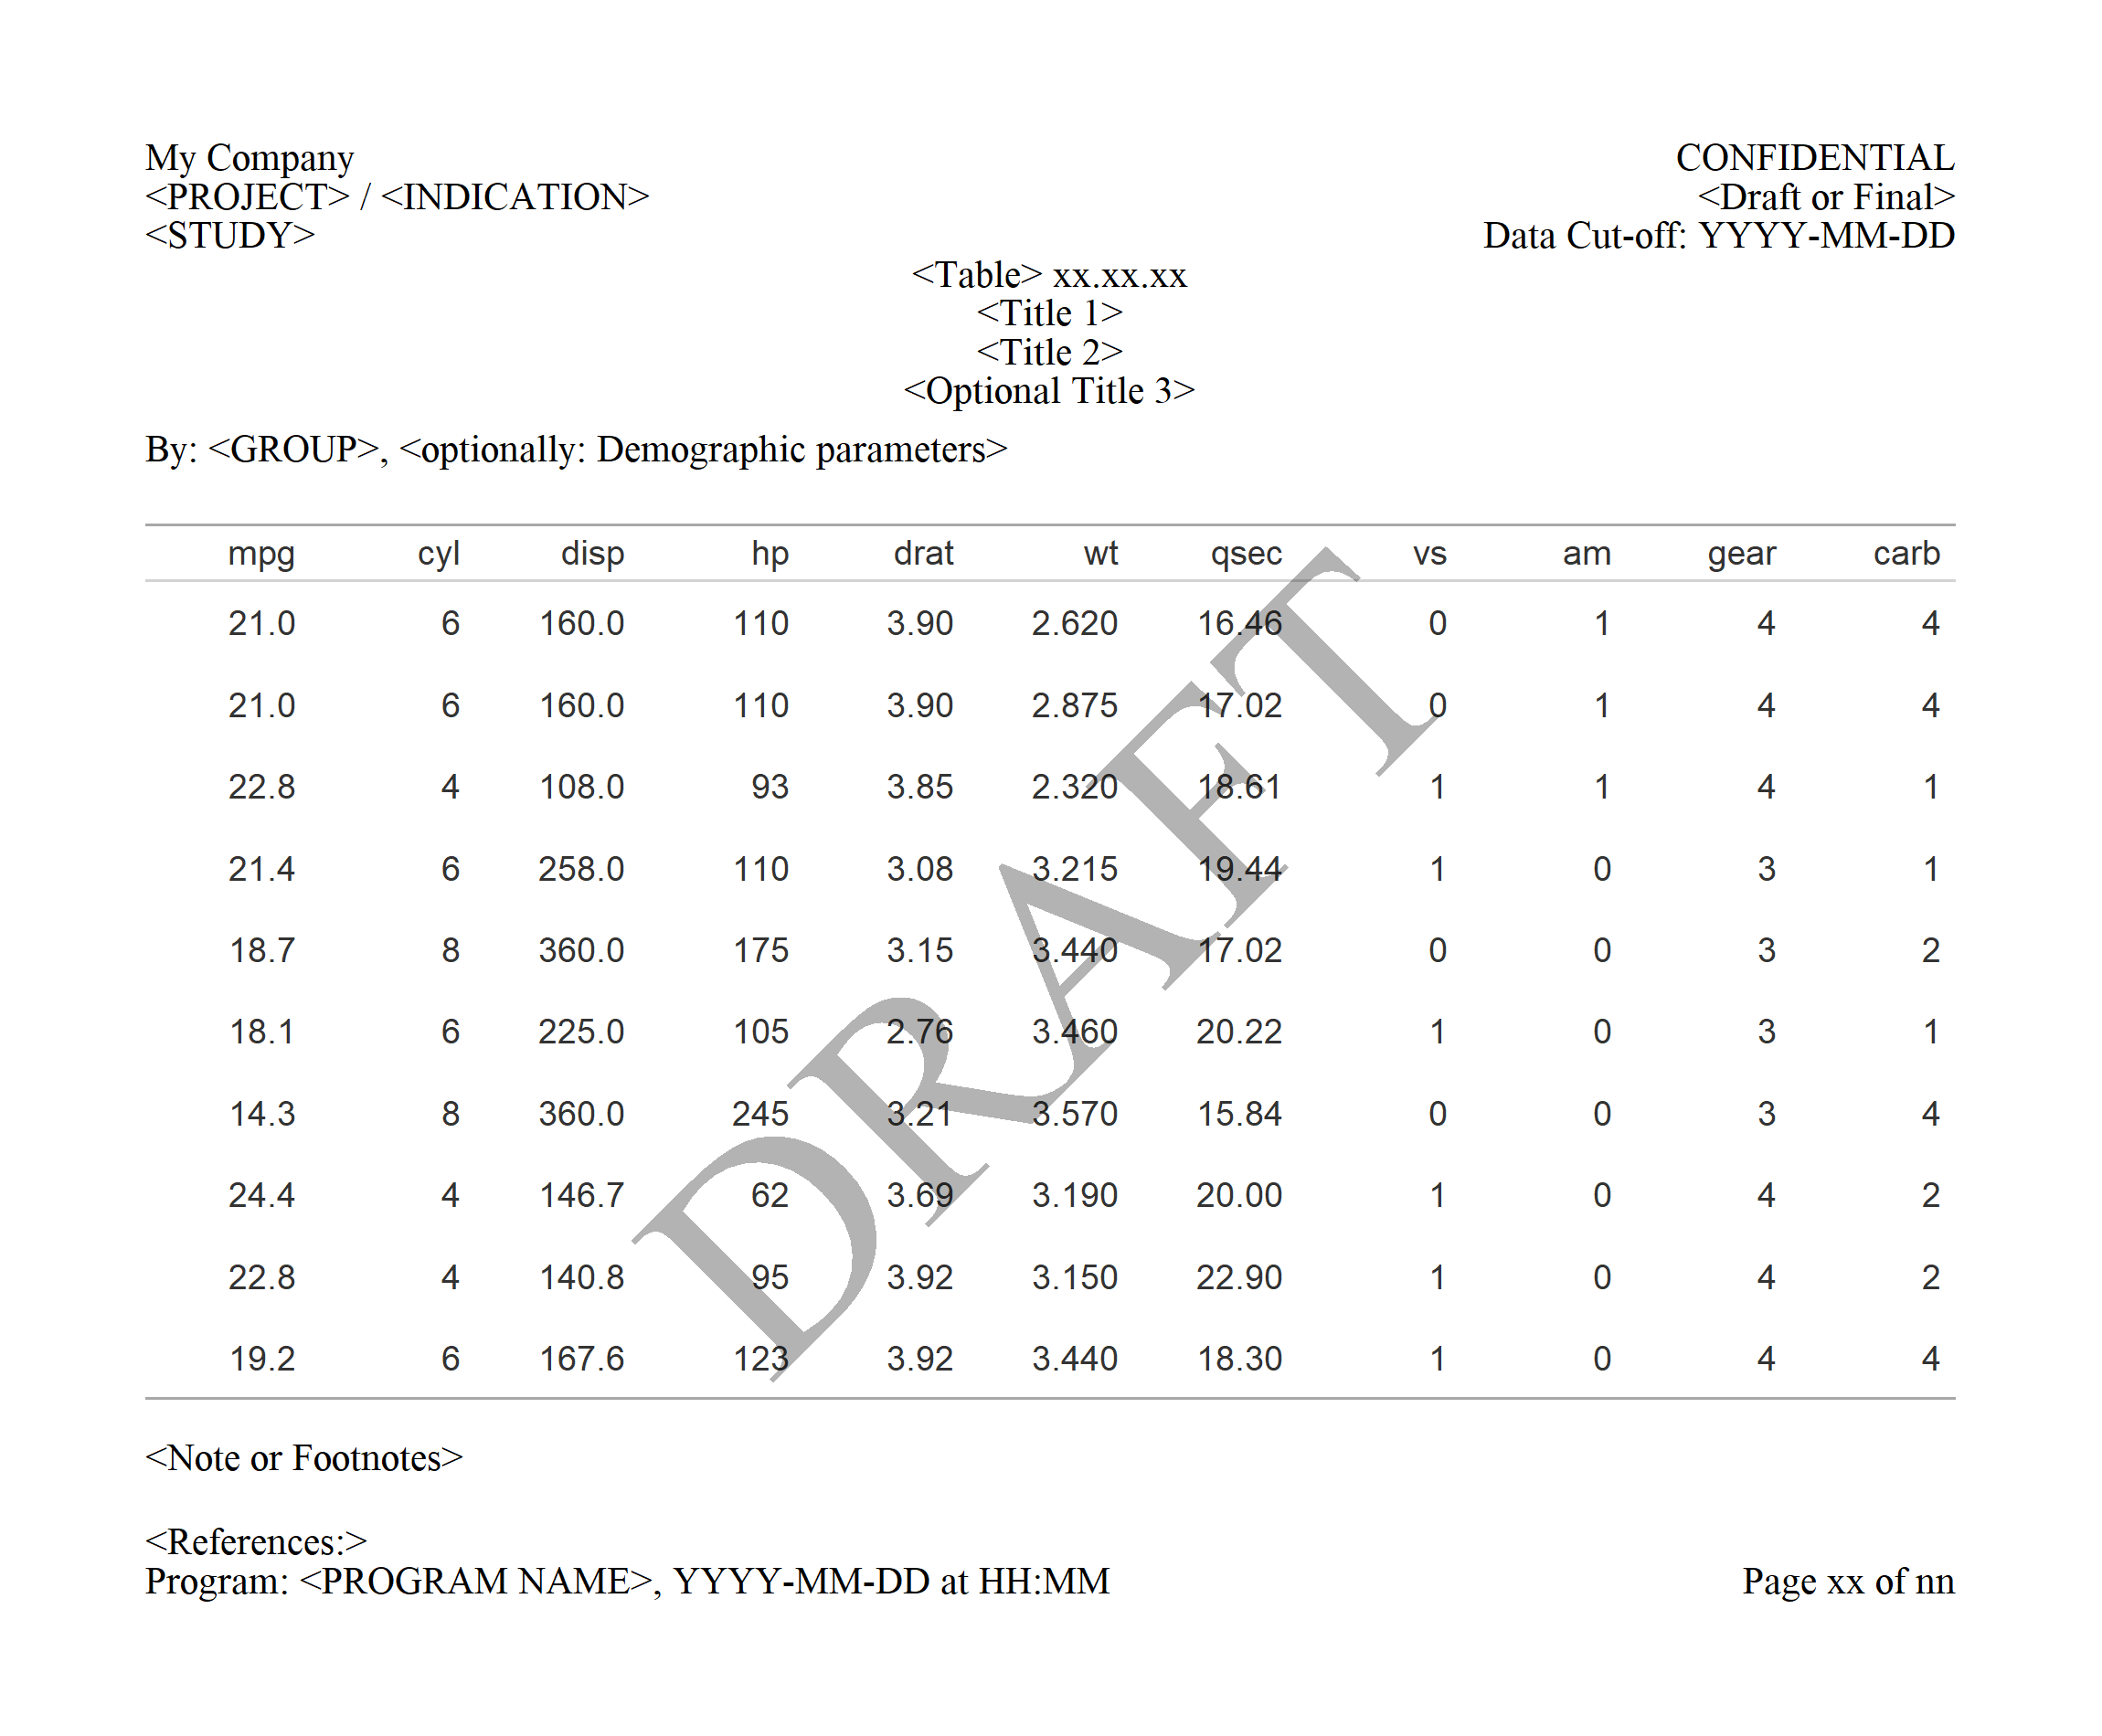 My Company CONFIDENTIAL
<PROJECT> / <INDICATION> <Draft or Final>
<STUDY> Data Cut-off: YYYY-MM-DD
<Table> xx.xx.xx
<Title 1>
<Title 2>
<Optional Title 3>
By: <GROUP>, <optionally: Demographic parameters>
mpg cyl disp hp drat wt qsec vs am gear carb
21.0 6 160.0 110 3.90 2.620 16.46 0 1 4 4
21.0 6 160.0 110 3.90 2.875 17.02 0 1 4 4
22.8 4 108.0 93 3.85 2.320 18.61 1 1 4 1
21.4 6 258.0 110 3.08 3.215 19.44 1 0 3 1
18.7 8 360.0 175 3.15 3.440 17.02 0 0 3 2
18.1 6 225.0 105 2.76 3.460 20.22 1 0 3 1
14.3 8 360.0 245 3.21 3.570 15.84 0 0 3 4
24.4 4 146.7 62 3.69 3.190 20.00 1 0 4 2
22.8 4 140.8 95 3.92 3.150 22.90 1 0 4 2
19.2 6 167.6 123 3.92 3.440 18.30 1 0 4 4
DRAFT
<Note or Footnotes>
<References:>
Program: <PROGRAM NAME>, YYYY-MM-DD at HH:MM Page xx of nn